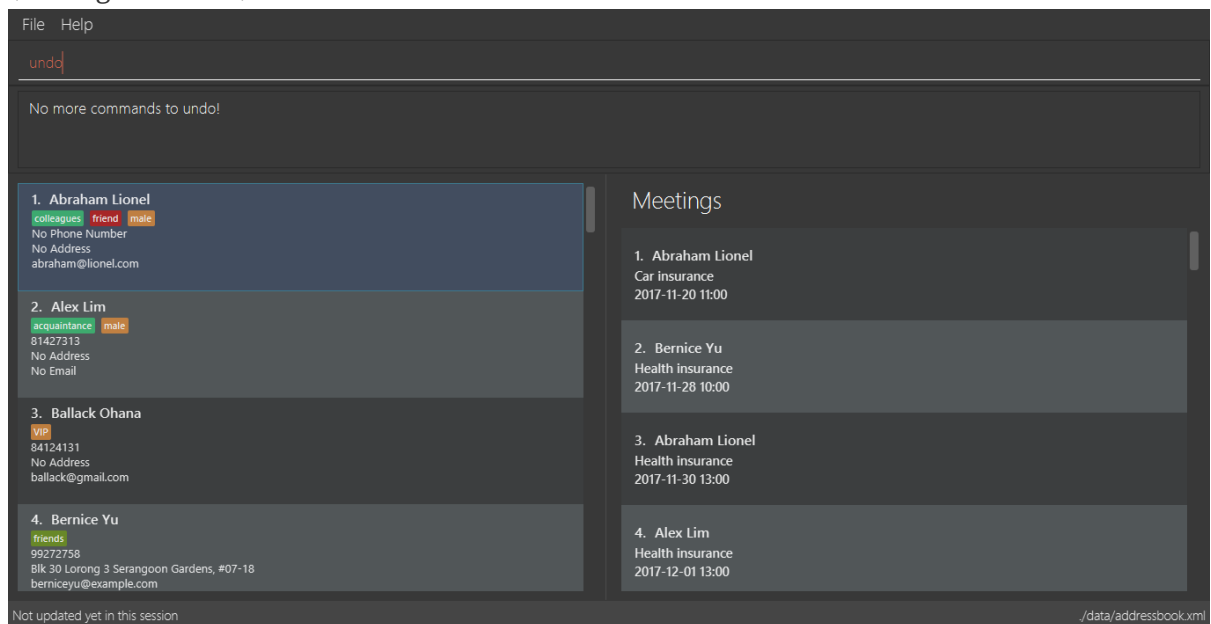 File Help
undo
No more commands to undo!
1. Abraham Lionel
colleagues friend male
No Phone Number
No Address
abraham@lionel.com
2. Alex Lim
acquaintance male
81427313
No Address
No Email
3. Ballack Ohana
VIP
84124131
No Address
ballack@gmail.com
4. Bernice Yu
friends
99272758
Blk 30 Lorong 3 Serangoon Gardens, #07-18
berniceyu@example.com
Meetings
1. Abraham Lionel
Car insurance
2017-11-20 11:00
2. Bernice Yu
Health insurance
2017-11-28 10:00
3. Abraham Lionel
Health insurance
2017-11-30 13:00
4. Alex Lim
Health insurance
2017-12-01 13:00
Not updated yet in this session
./data/addressbook.xml